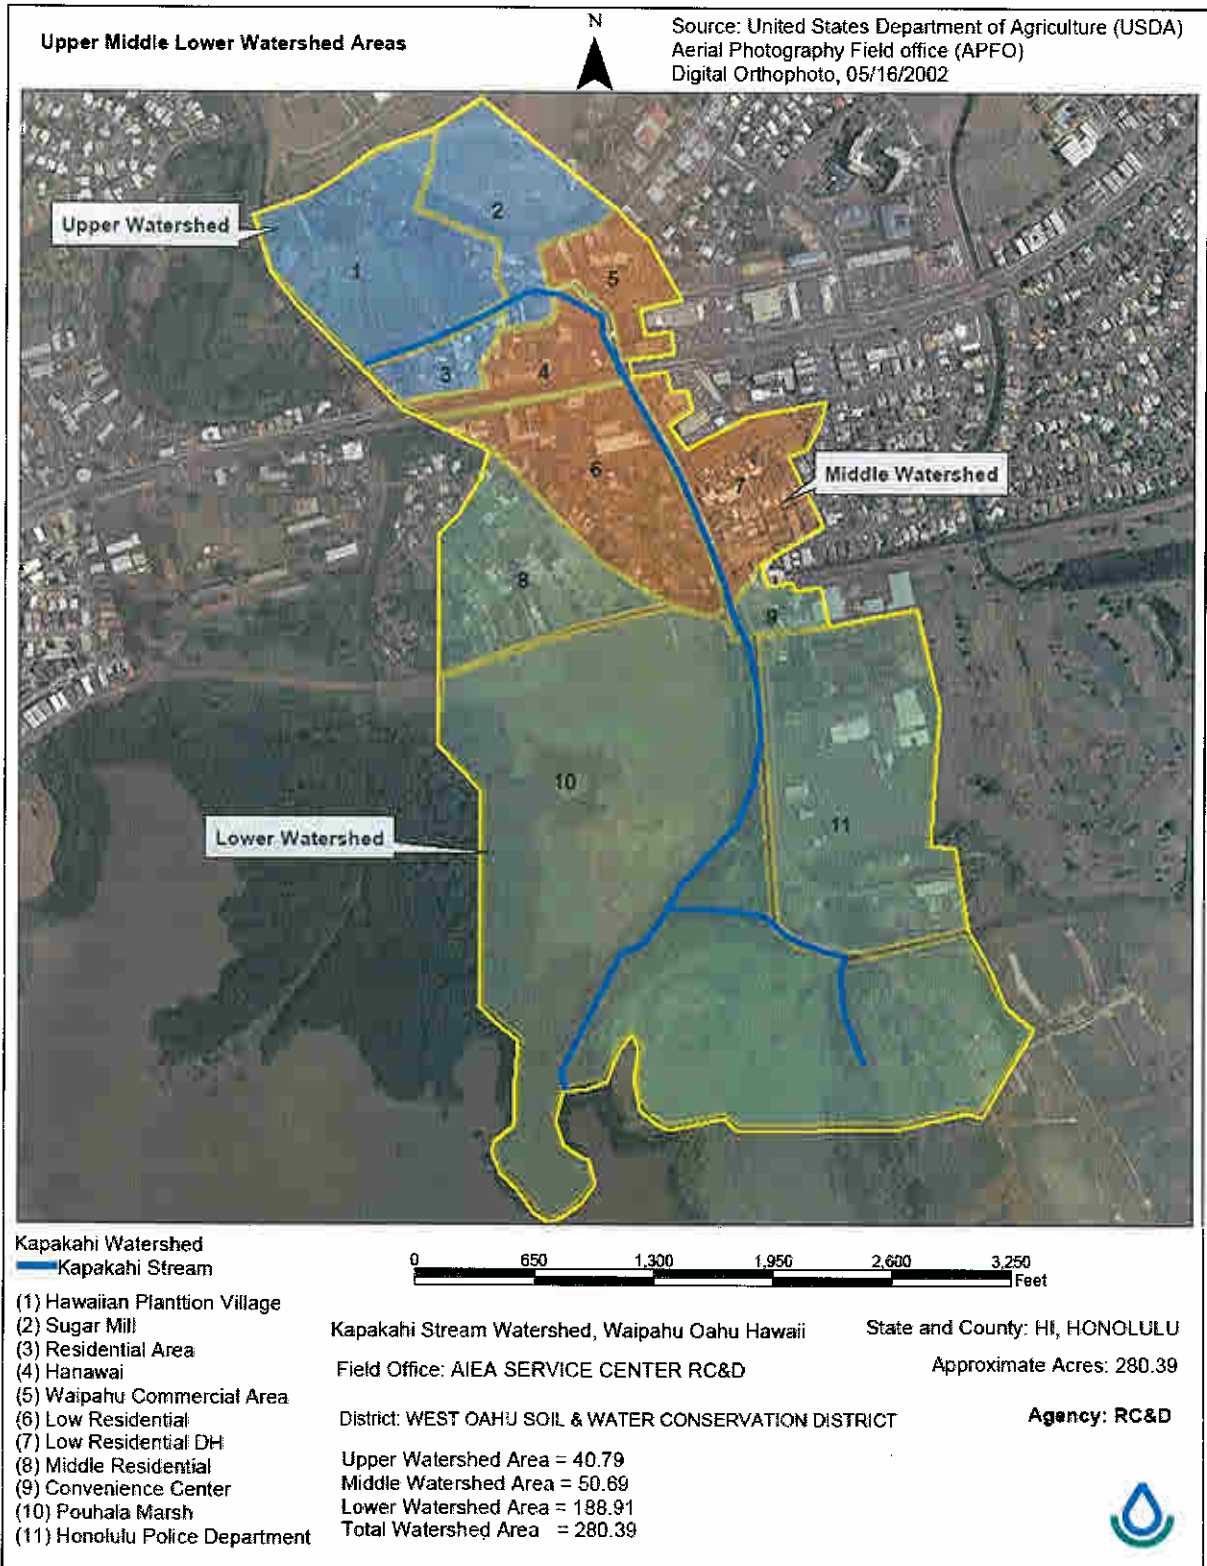 Upper Middle Lower Watershed Areas
N
Source: United States Department of Agriculture (USDA)
Aerial Photography Field office (APFO)
Digital Orthophoto, 05/16/2002
Upper Watershed
1
2
3
4
5
6
7
Middle Watershed
8
9
10
11
Lower Watershed
Kapakahi Watershed
Kapakahi Stream
0 650 1,300 1,950 2,600 3,250
Feet
(1) Hawaiian Planttion Village
(2) Sugar Mill
(3) Residential Area
(4) Hanawai
(5) Waipahu Commercial Area
(6) Low Residential
(7) Low Residential DH
(8) Middle Residential
(9) Convenience Center
(10) Pouhala Marsh
(11) Honolulu Police Department
Kapakahi Stream Watershed, Waipahu Oahu Hawaii
State and County: HI, HONOLULU
Field Office: AIEA SERVICE CENTER RC&D
Approximate Acres: 280.39
District: WEST OAHU SOIL & WATER CONSERVATION DISTRICT
Agency: RC&D
Upper Watershed Area = 40.79
Middle Watershed Area = 50.69
Lower Watershed Area = 188.91
Total Watershed Area = 280.39